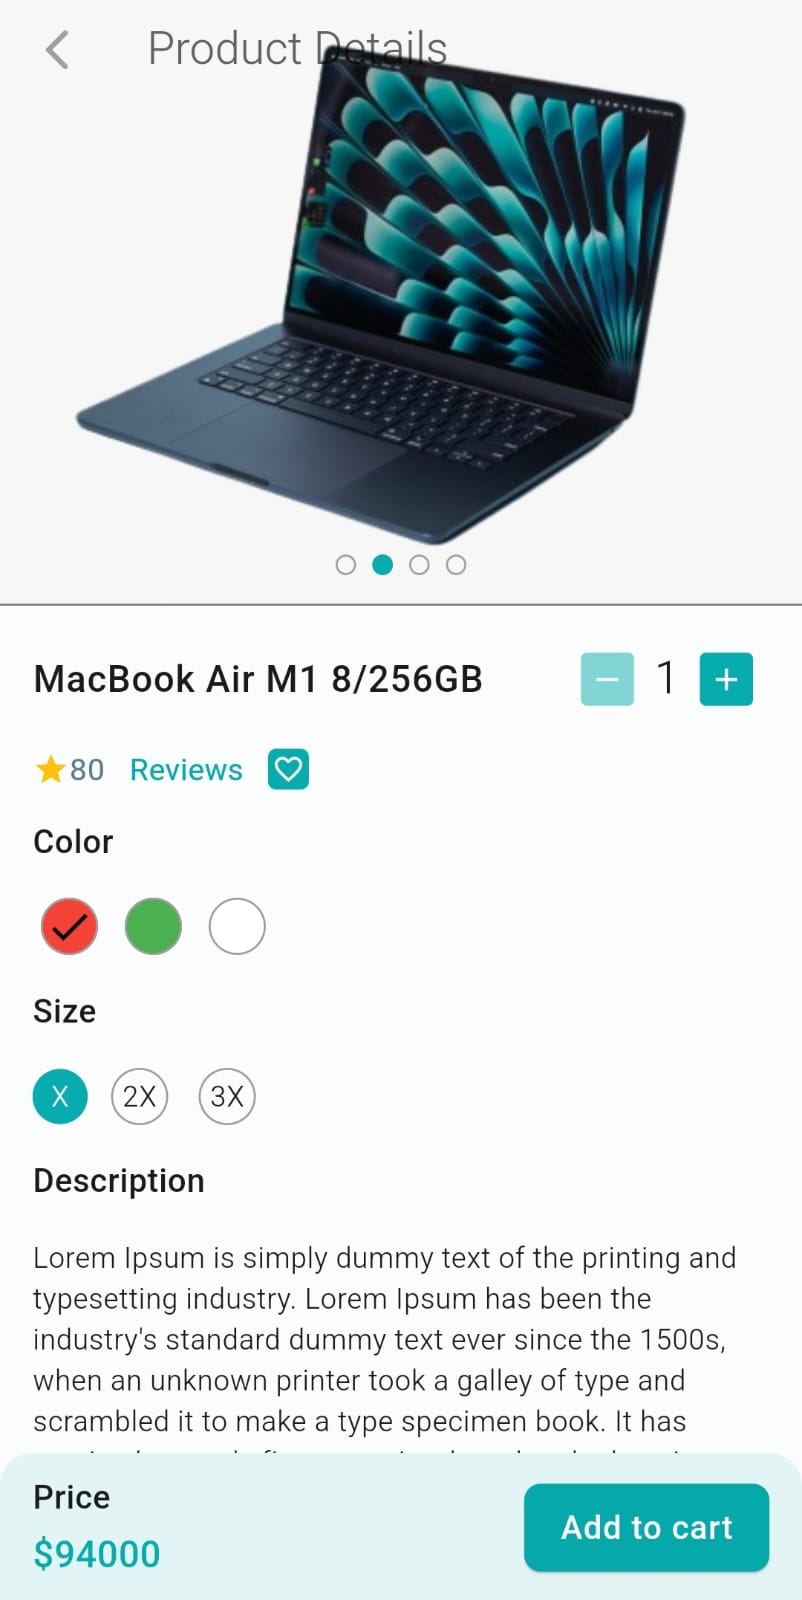 Product Details
MacBook Air M1 8/256GB
1
80 Reviews
Color
Size
X 2X 3X
Description
Lorem Ipsum is simply dummy text of the printing and
typesetting industry. Lorem Ipsum has been the
industry's standard dummy text ever since the 1500s,
when an unknown printer took a galley of type and
scrambled it to make a type specimen book. It has
Price
$94000
Add to cart